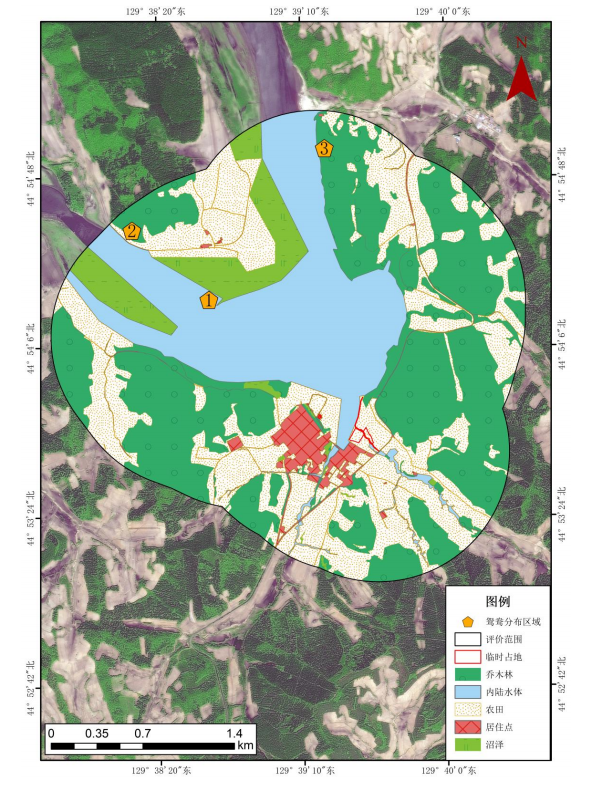 129° 38'20"东
129° 39'10"东
129° 40'0"东
N
44° 54'48"北
44° 54'48"北
3
2
1
44° 54'6"北
44° 54'6"北
44° 53'24"北
44° 53'24"北
44° 52'42"北
44° 52'42"北
图例
鸳鸯分布区域
评价范围
临时占地
乔木林
内陆水体
农田
居住点
沼泽
0 0.35 0.7 1.4
km
129° 38'20"东
129° 39'10"东
129° 40'0"东